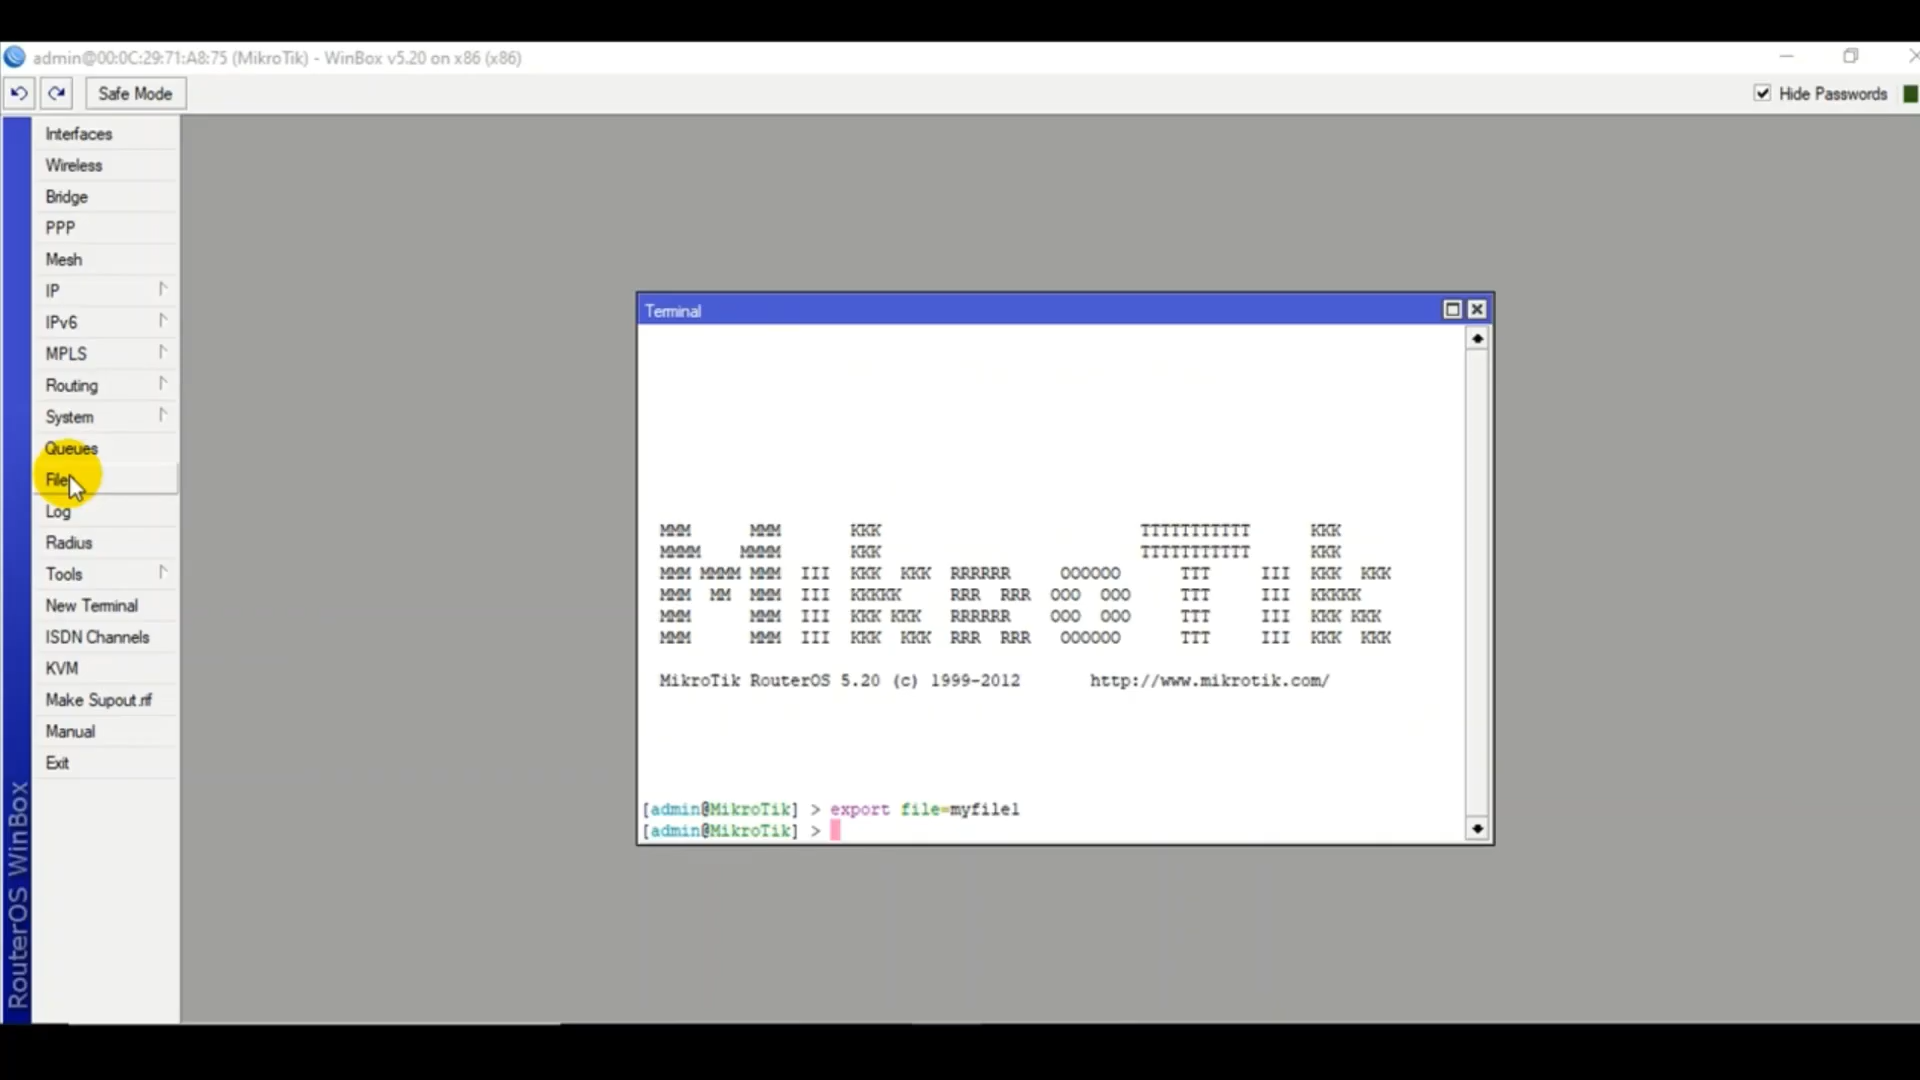 admin@00:0C:29:71:A8:75 (MikroTik) - WinBox v5.20 on x86 (x86)
Safe Mode
Hide Passwords
Interfaces
Wireless
Bridge
PPP
Mesh
IP
IPv6
MPLS
Routing
System
Queues
File
Log
Radius
Tools
New Terminal
ISDN Channels
KVM
Make Supout.rif
Manual
Exit
RouterOS WinBox
Terminal
MMM      MMM       KKK                          TTTTTTTTTTT      KKK
MMMM    MMMM       KKK                          TTTTTTTTTTT      KKK
MMM MMMM MMM  III  KKK  KKK  RRRRRR     OOOOOO      TTT     III  KKK  KKK
MMM  MM  MMM  III  KKKKK     RRR  RRR  OOO  OOO     TTT     III  KKKKK
MMM      MMM  III  KKK KKK   RRRRRR    OOO  OOO     TTT     III  KKK KKK
MMM      MMM  III  KKK  KKK  RRR  RRR   OOOOOO      TTT     III  KKK  KKK
MikroTik RouterOS 5.20 (c) 1999-2012       http://www.mikrotik.com/
[admin@MikroTik] > export file=myfile1
[admin@MikroTik] >